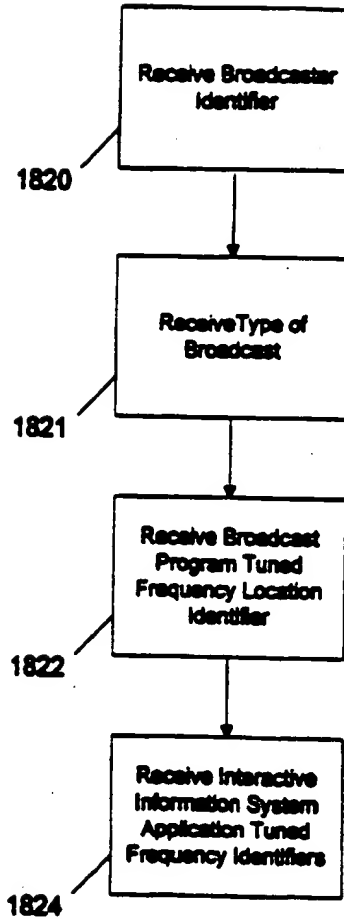 Receive Broadcaster
Identifier
1820
ReceiveType of
Broadcast
1821
Receive Broadcast
Program Tuned
Frequency Location
Identifier
1822
Receive Interactive
Information System
Application Tuned
Frequency Identifiers
1824